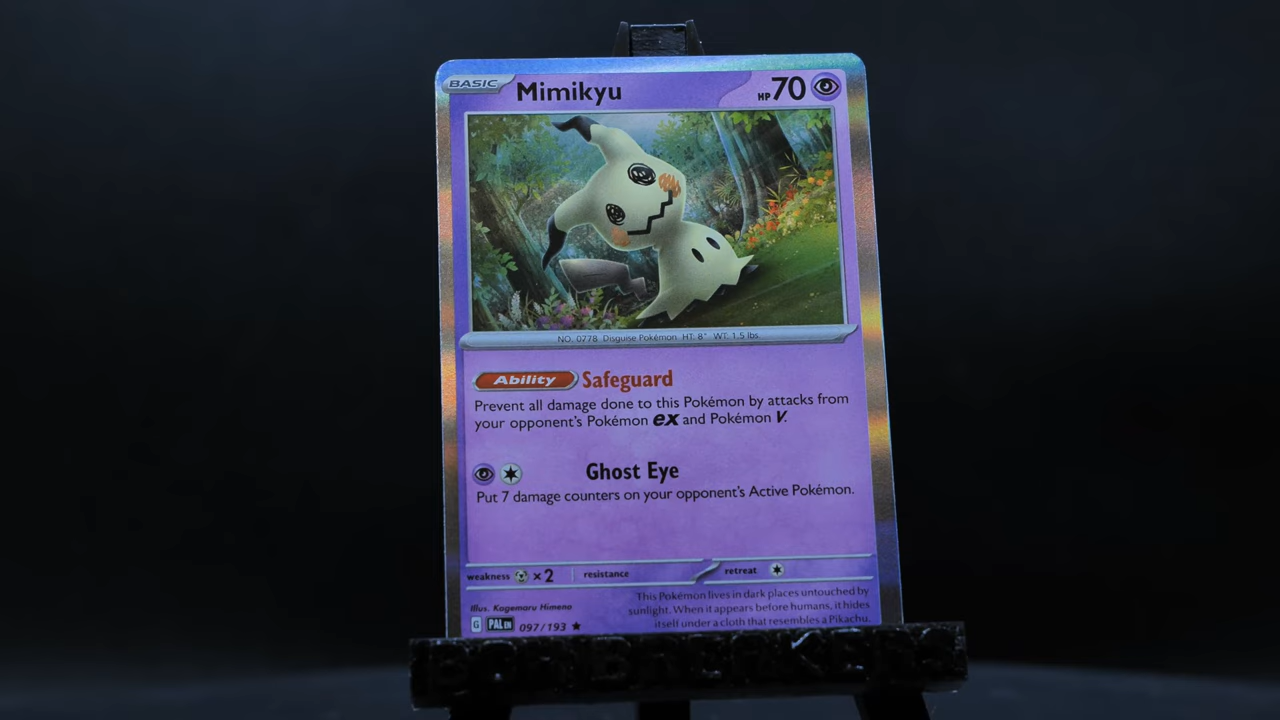 BASIC Mimikyu HP 70
NO. 0778 Disguise Pokémon HT: 8" WT: 1.5 lbs
Ability Safeguard
Prevent all damage done to this Pokémon by attacks from
your opponent's Pokémon ex and Pokémon V.
Ghost Eye
Put 7 damage counters on your opponent's Active Pokémon.
weakness ×2 resistance retreat
Illus. Kagemaru Himeno
G PAL EN 097/193
This Pokémon lives in dark places untouched by
sunlight. When it appears before humans, it hides
itself under a cloth that resembles a Pikachu.